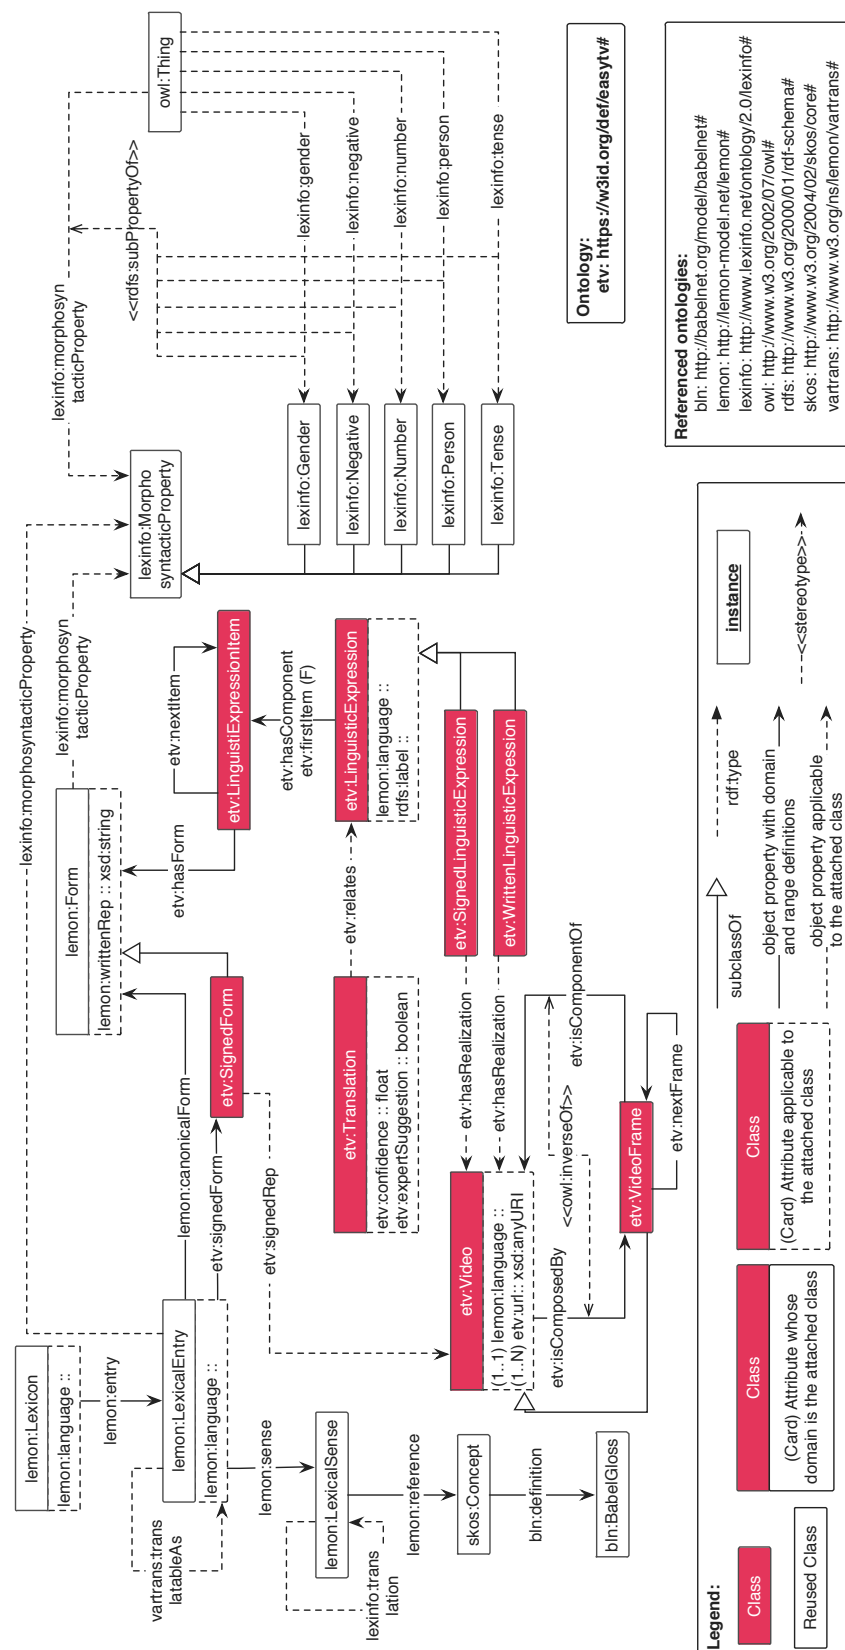 lemon:Lexicon
lemon:language ::
lemon:entry
vartrans:trans
latableAs
lemon:LexicalEntry
lemon:language ::
lemon:sense
lemon:LexicalSense
lexinfo:trans
lation
lemon:reference
skos:Concept
bln:definition
bln:BabelGloss
lexinfo:morphosyntacticProperty
lemon:canonicalForm
etv:signedForm
etv:signedRep
lemon:Form
lemon:writtenRep :: xsd:string
etv:SignedForm
etv:hasForm
lexinfo:morphosyn
tacticProperty
etv:nextItem
etv:LinguistiExpressionItem
etv:hasComponent
etv:firstItem (F)
etv:LinguisticExpression
lemon:language ::
rdfs:label ::
etv:relates
etv:Translation
etv:confidence :: float
etv:expertSuggestion :: boolean
etv:SignedLinguisticExpression
etv:WrittenLinguisticExpession
etv:hasRealization
etv:hasRealization
etv:Video
(1..1) lemon:language ::
(1..N) etv:url:: xsd:anyURI
etv:isComposedBy
<<owl:inverseOf>>
etv:isComponentOf
etv:VideoFrame
etv:nextFrame
lexinfo:Morpho
syntacticProperty
lexinfo:morphosyn
tacticProperty
owl:Thing
<<rdfs:subPropertyOf>>
lexinfo:gender
lexinfo:negative
lexinfo:number
lexinfo:person
lexinfo:tense
lexinfo:Gender
lexinfo:Negative
lexinfo:Number
lexinfo:Person
lexinfo:Tense
Ontology:
etv: https://w3id.org/def/easytv#
Referenced ontologies:
bln: http://babelnet.org/model/babelnet#
lemon: http://lemon-model.net/lemon#
lexinfo: http://www.lexinfo.net/ontology/2.0/lexinfo#
owl: http://www.w3.org/2002/07/owl#
rdfs: http://www.w3.org/2000/01/rdf-schema#
skos: http://www.w3.org/2004/02/skos/core#
vartrans: http://www.w3.org/ns/lemon/vartrans#
Legend:
Class
Reused Class
Class
(Card) Attribute whose
domain is the attached class
Class
(Card) Attribute applicable to
the attached class
subclassOf
rdf:type
instance
object property with domain
and range definitions
object property applicable
to the attached class
<<stereotype>>